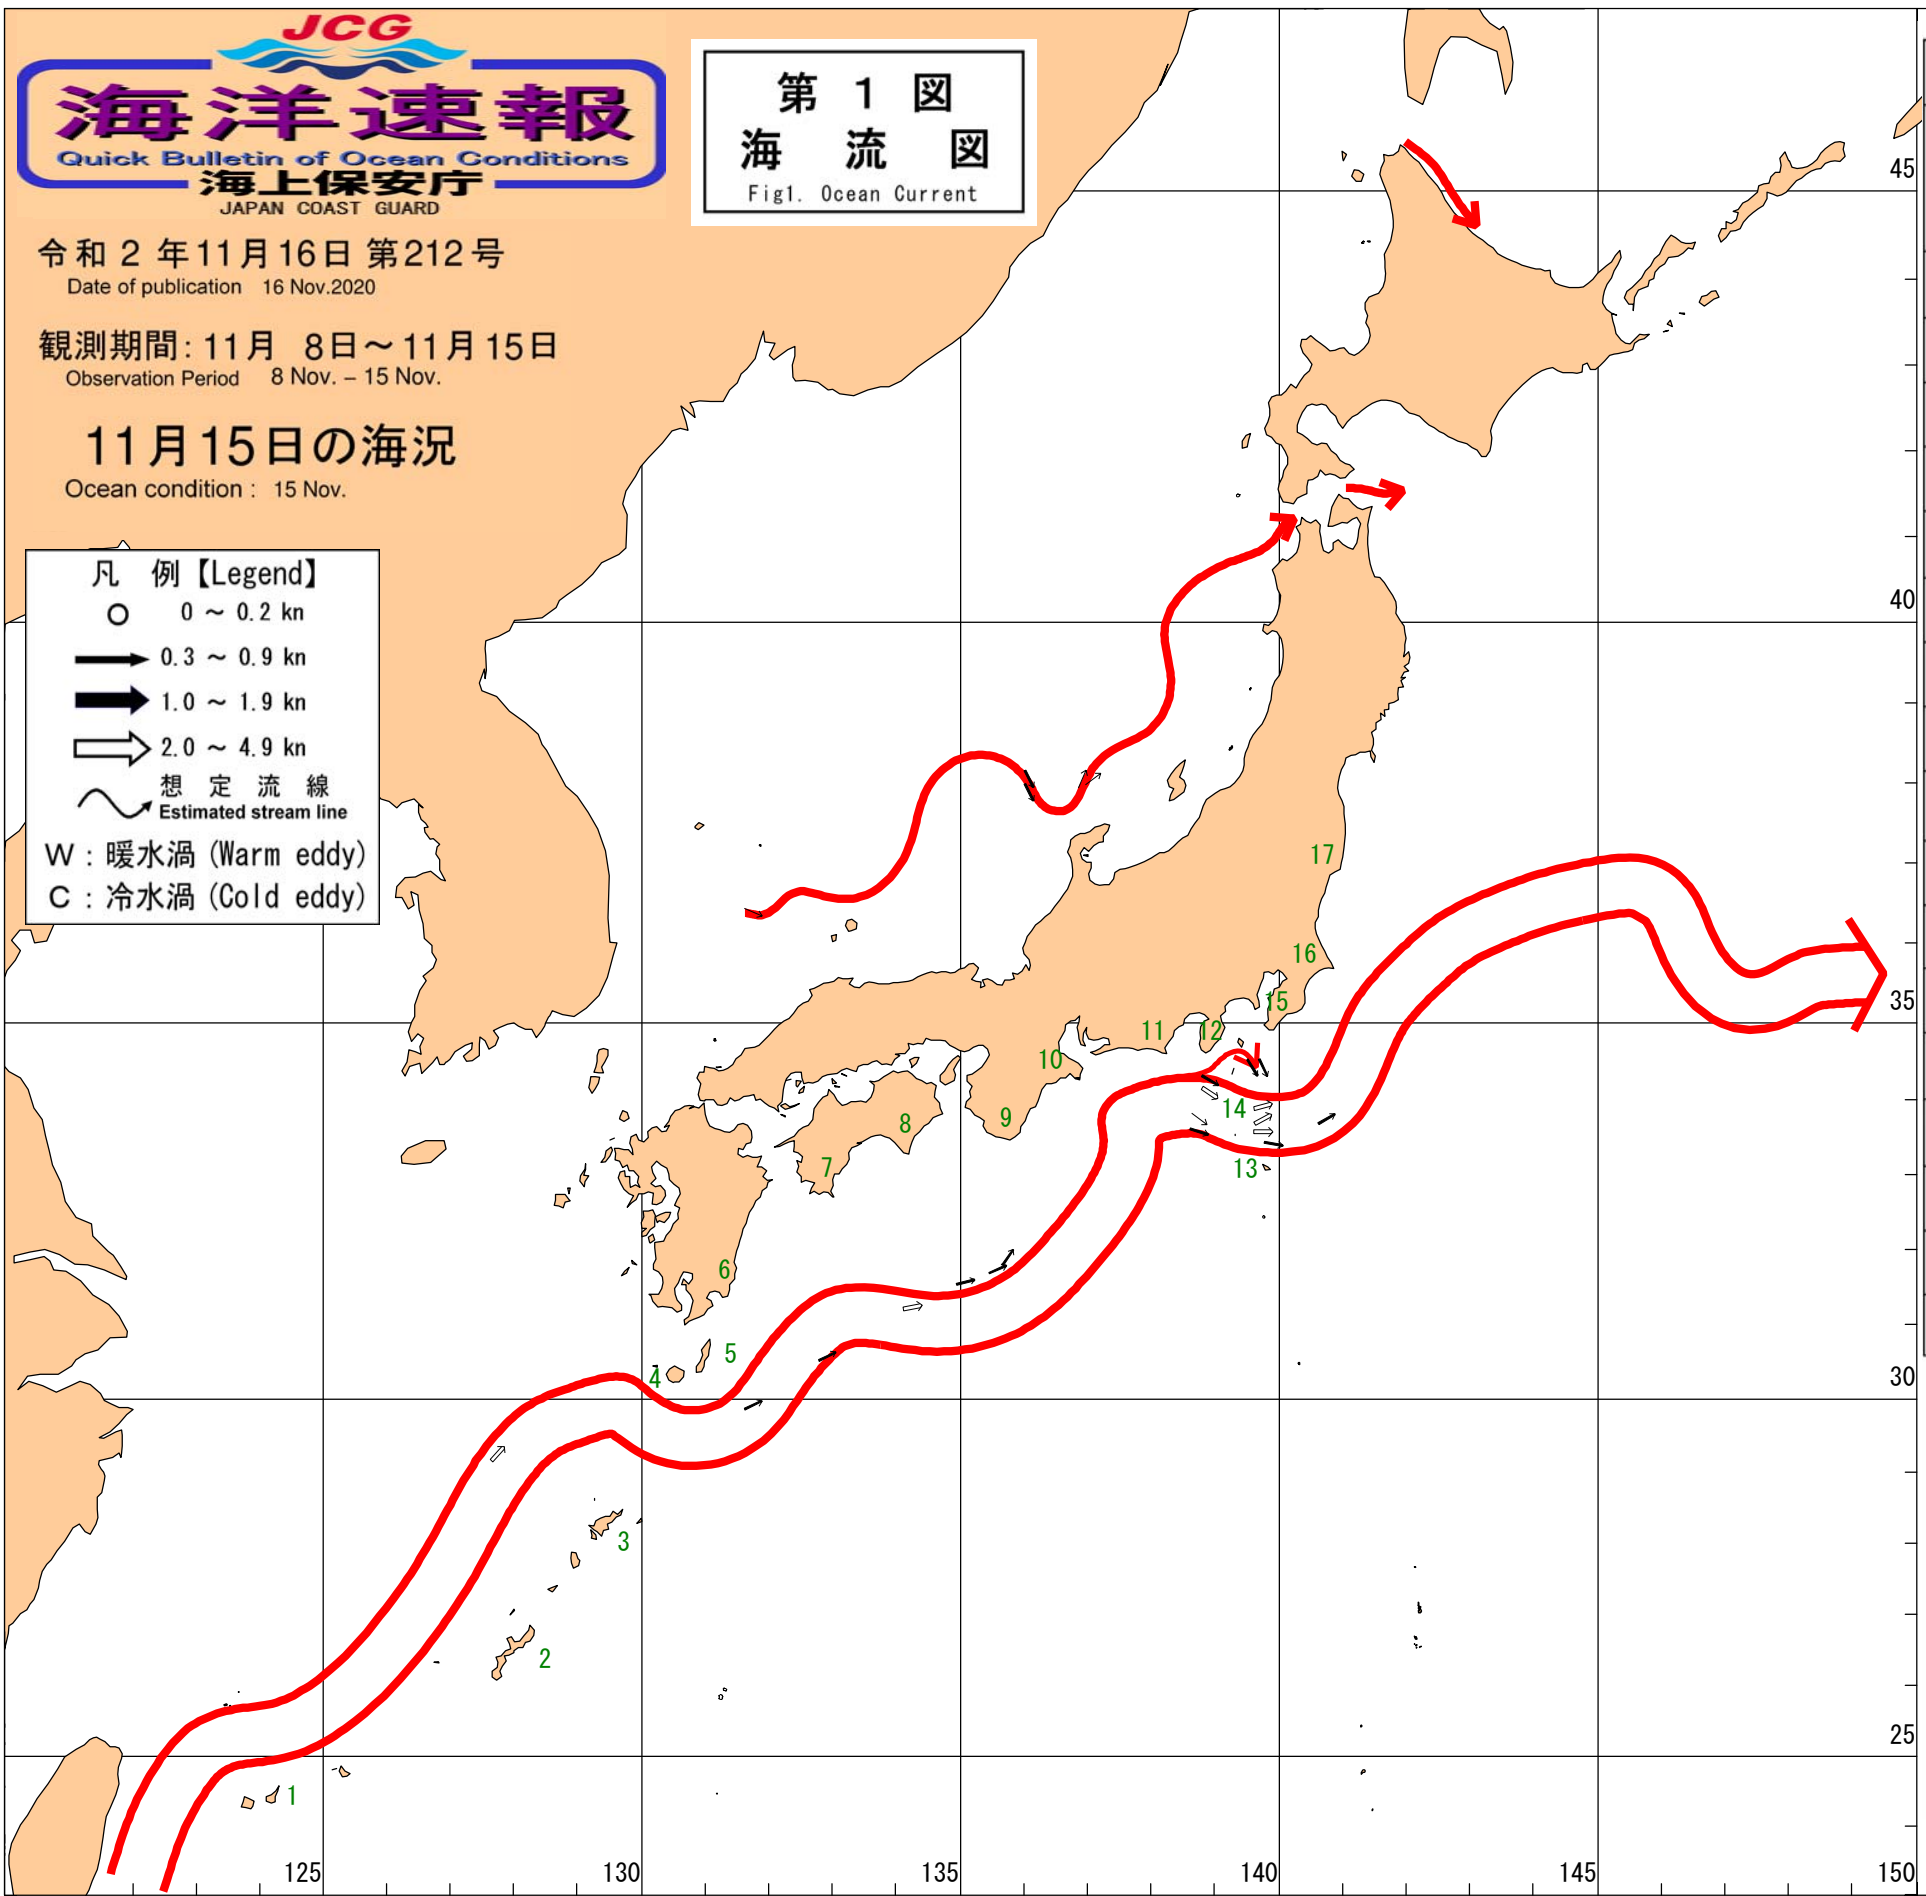 JCG
海洋速報
Quick Bulletin of Ocean Conditions
海上保安庁
JAPAN COAST GUARD
第 1 図
海 流 図
Fig1. Ocean Current
令和 2 年11月16日 第212号
Date of publication 16 Nov.2020
観測期間: 11月 8日～11月15日
Observation Period 8 Nov. – 15 Nov.
11月15日の海況
Ocean condition : 15 Nov.
凡 例【Legend】
0 ～ 0.2 kn
0.3 ～ 0.9 kn
1.0 ～ 1.9 kn
2.0 ～ 4.9 kn
想 定 流 線
Estimated stream line
W : 暖水渦 (Warm eddy)
C : 冷水渦 (Cold eddy)
45
40
17
16
35
15
12
11
10
14
9
8
13
7
6
5
4
30
3
2
25
1
125
130
135
140
145
150